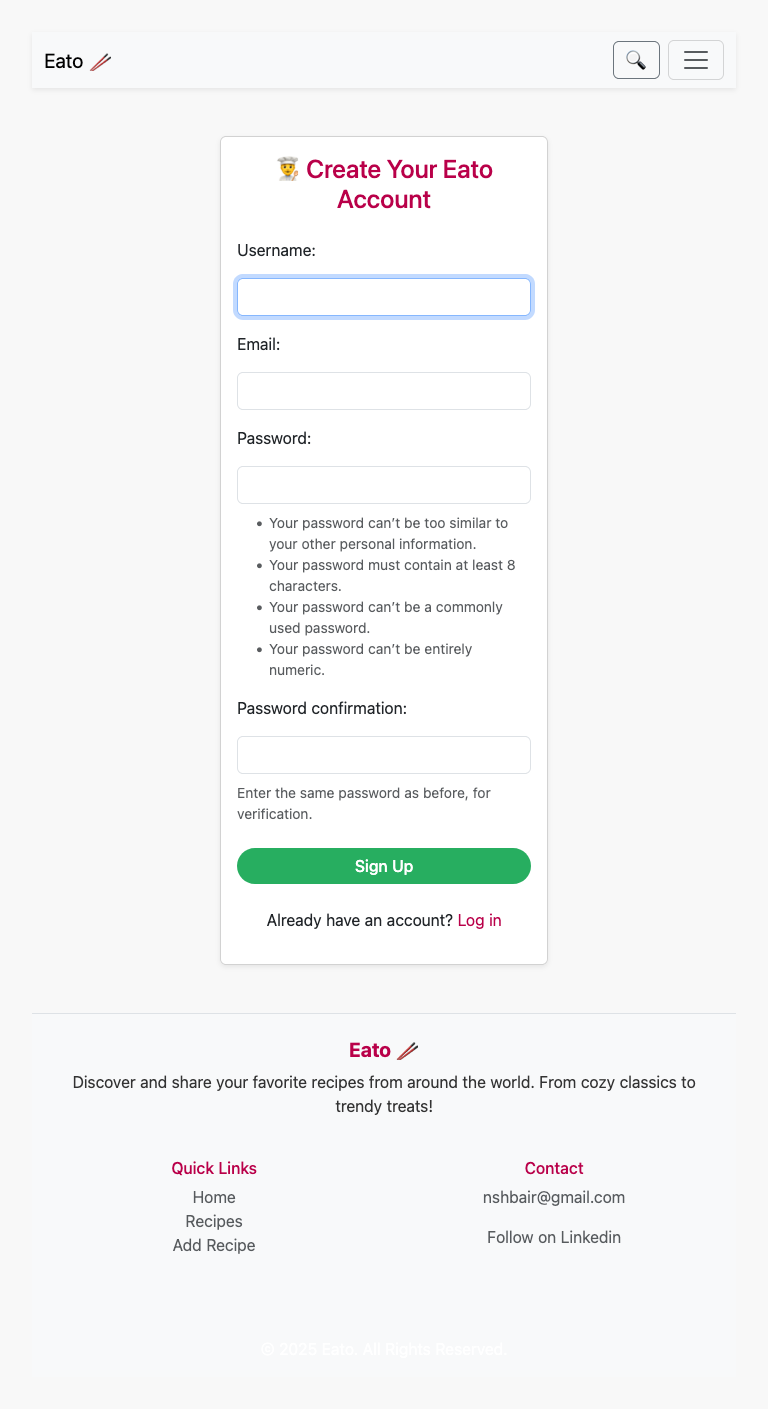 Eato
Create Your Eato
Account
Username:
Email:
Password:
• Your password can’t be too similar to
your other personal information.
• Your password must contain at least 8
characters.
• Your password can’t be a commonly
used password.
• Your password can’t be entirely
numeric.
Password confirmation:
Enter the same password as before, for
verification.
Sign Up
Already have an account? Log in
Eato
Discover and share your favorite recipes from around the world. From cozy classics to
trendy treats!
Quick Links
Home
Recipes
Add Recipe
Contact
nshbair@gmail.com
Follow on Linkedin
© 2025 Eato. All Rights Reserved.